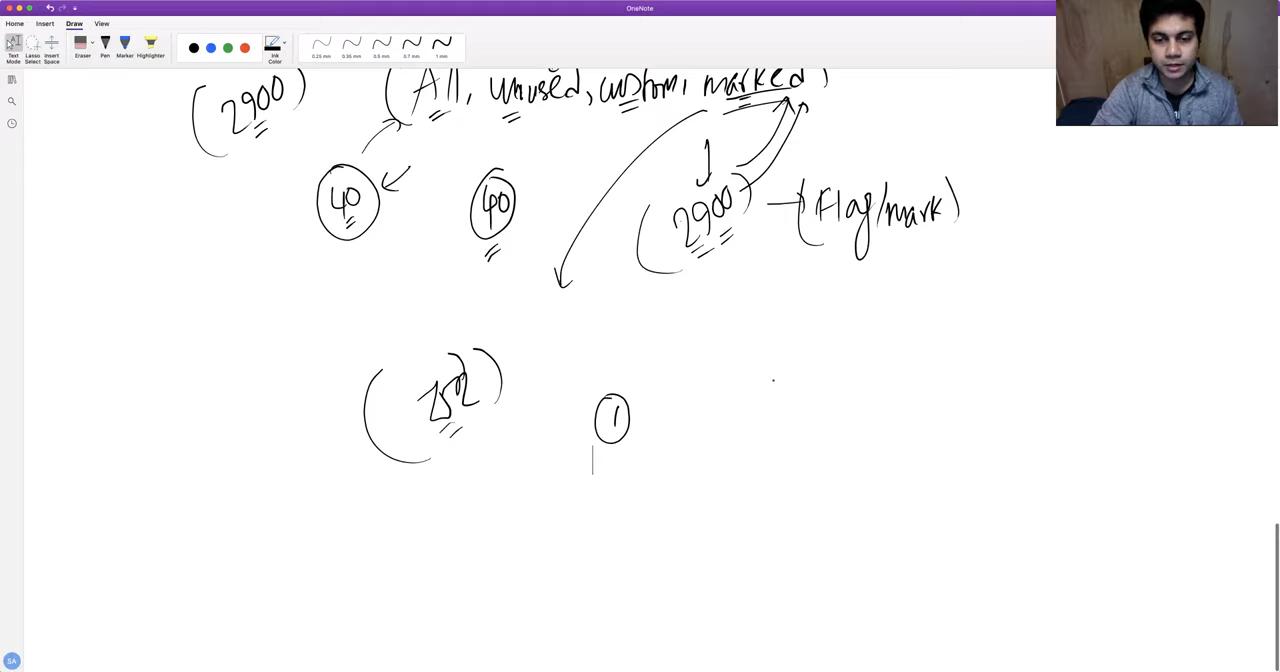 OneNote
Home Insert Draw View
Text Mode
Lasso Select
Insert Space
Eraser
Pen
Marker
Highlighter
Ink Color
0.25 mm
0.35 mm
0.5 mm
0.7 mm
1 mm
(2900) (All, unused, custom, marked)
40 40 (2900) → (Flag/mark)
1
SA